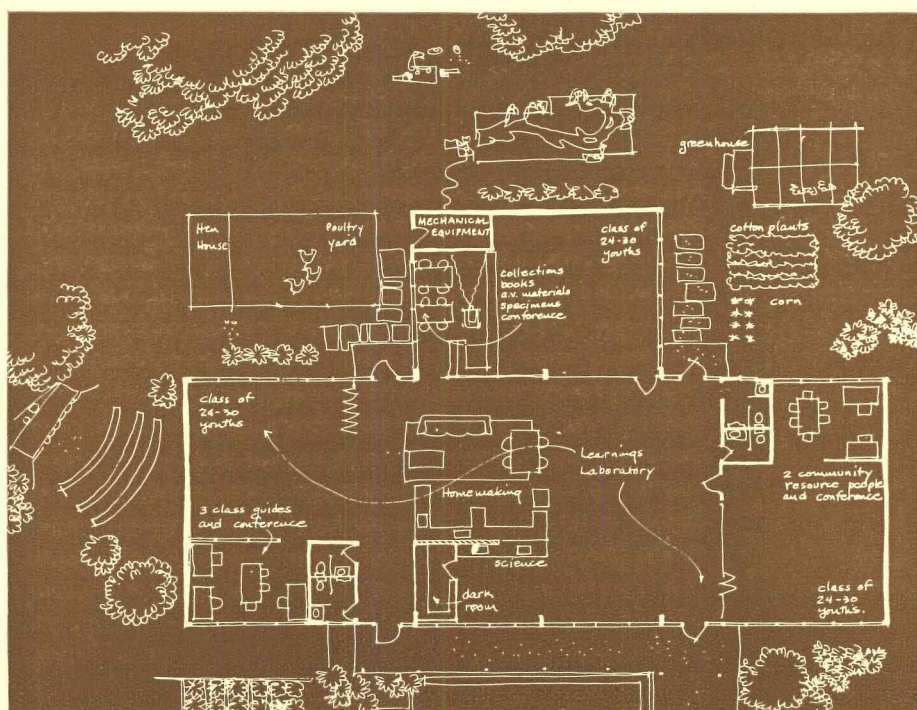 greenhouse
Hen
House
Poultry
yard
MECHANICAL
EQUIPMENT
class of
24-30
youths
cotton plants
corn
collections
books
a.v. materials
specimens
conference
class of
24-30
youths
Learnings
Laboratory
2 community
resource people
and conference
Homemaking
3 class guides
and conference
science
dark
room
class of
24-30
youths.